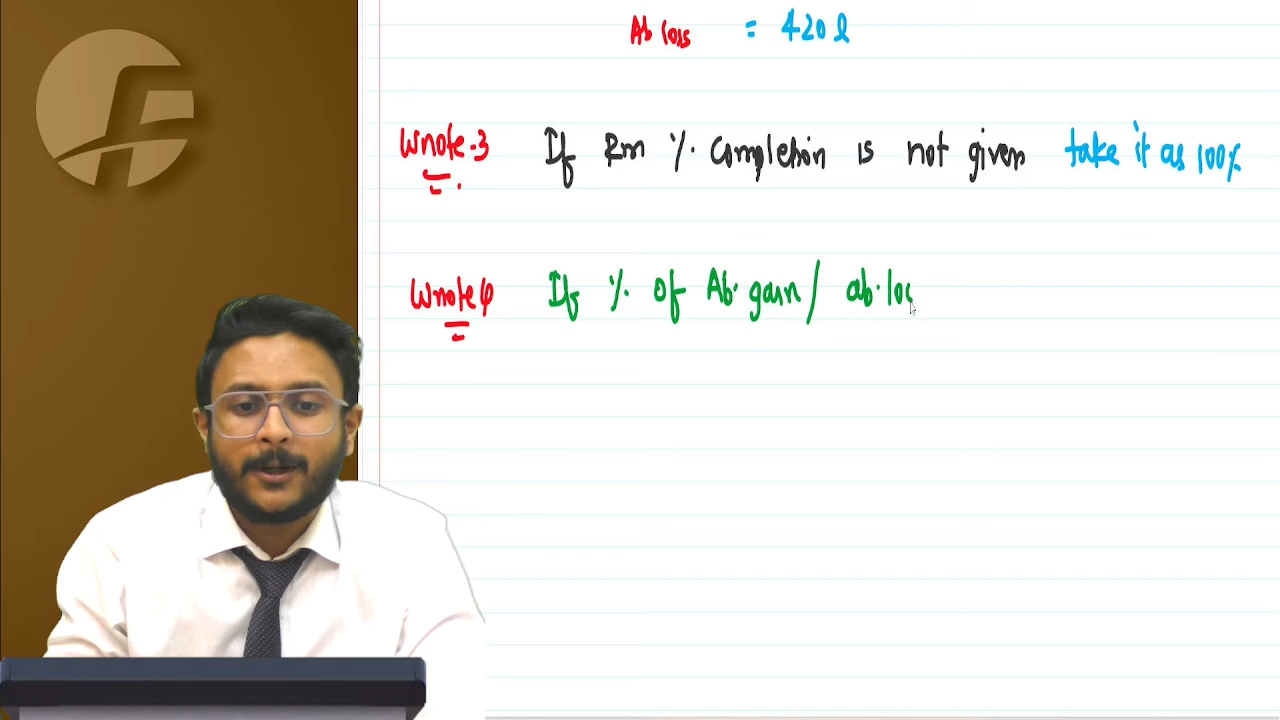 Ab loss = 420 l
Wnote-3 If Rm %. Completion is not given take it as 100%
Wnote 4 If %. of Ab. gain / ab. los